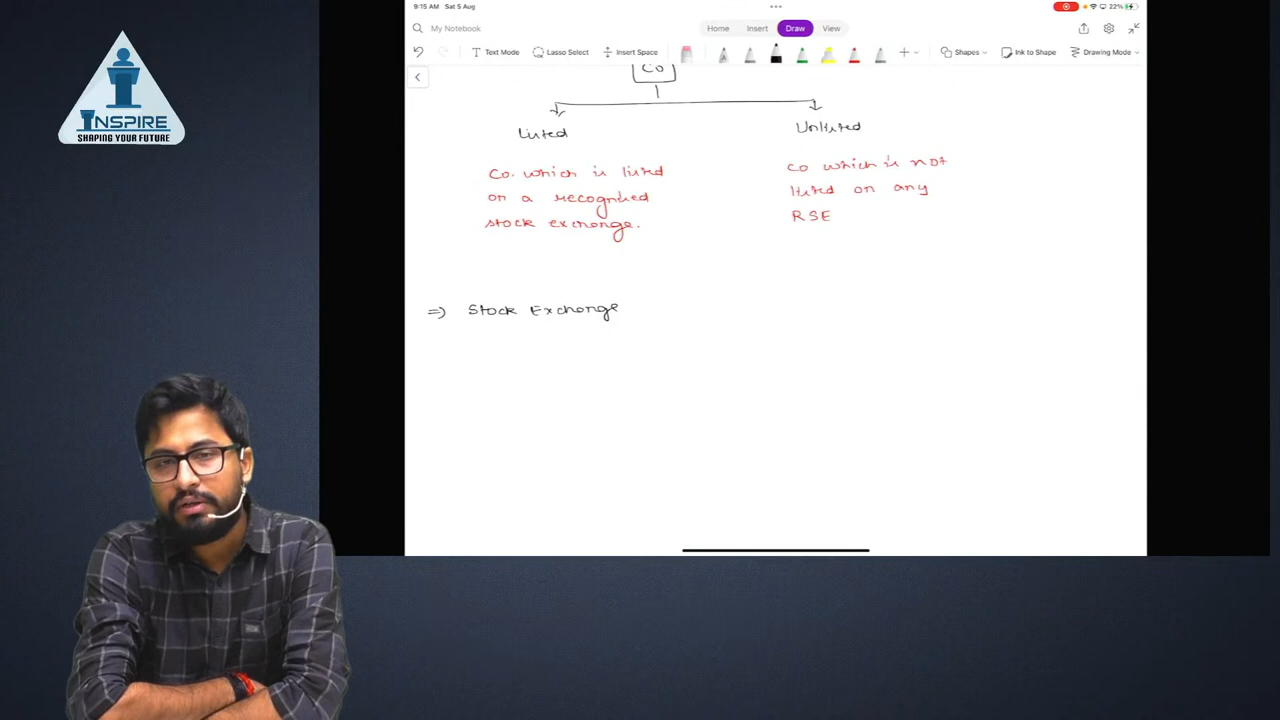 INSPIRE
SHAPING YOUR FUTURE
9:15 AM Sat 5 Aug
22%
My Notebook
Home Insert Draw View
Text Mode Lasso Select Insert Space Shapes Ink to Shape Drawing Mode
Co
Listed
Unlisted
Co. which is listed
on a recognised
stock exchange.
Co which is not
listed on any
RSE
=> Stock Exchange